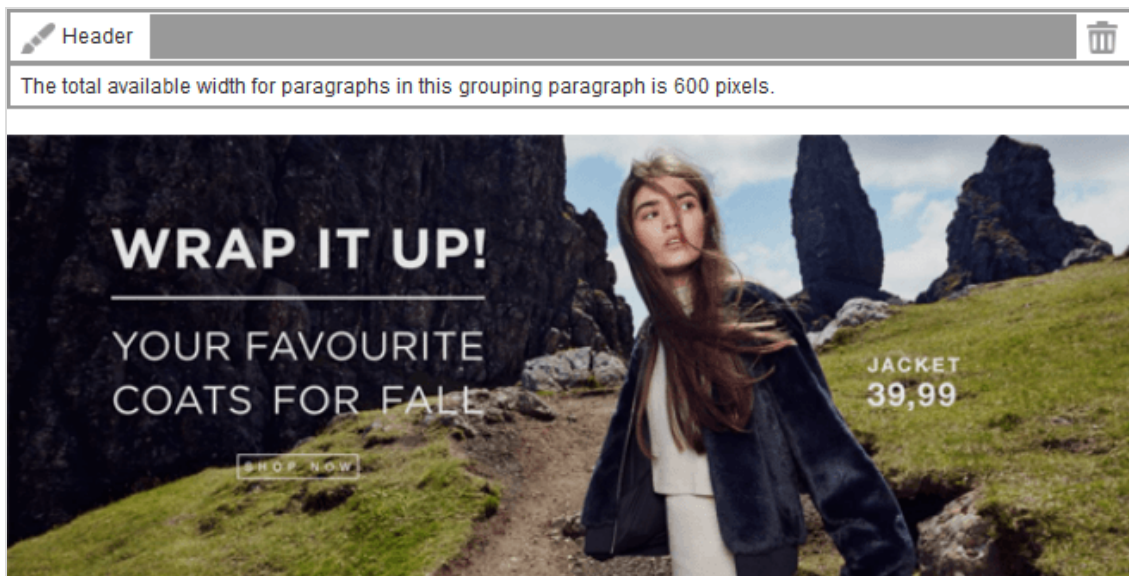 Header
The total available width for paragraphs in this grouping paragraph is 600 pixels.
WRAP IT UP!
YOUR FAVOURITE
COATS FOR FALL
JACKET
39,99
SHOP NOW